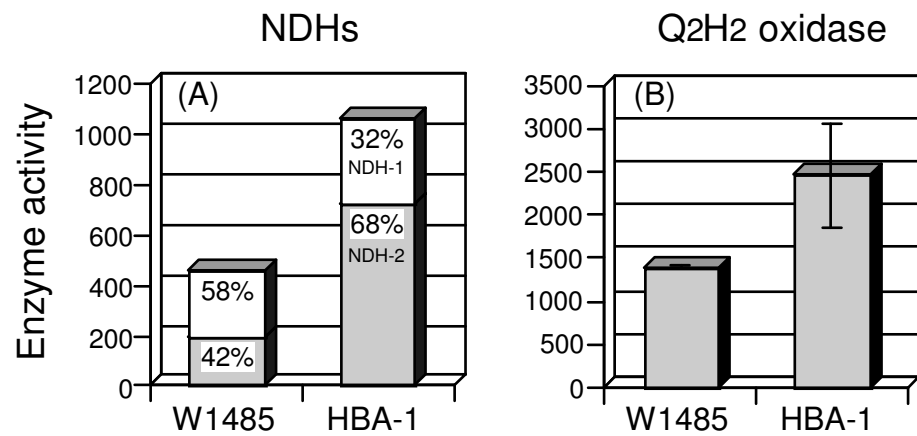 NDHs
Q2H2 oxidase
Enzyme activity
(A)
1200
1000
800
600
400
200
0
32%
NDH-1
68%
NDH-2
58%
42%
W1485
HBA-1
(B)
3500
3000
2500
2000
1500
1000
500
0
W1485
HBA-1